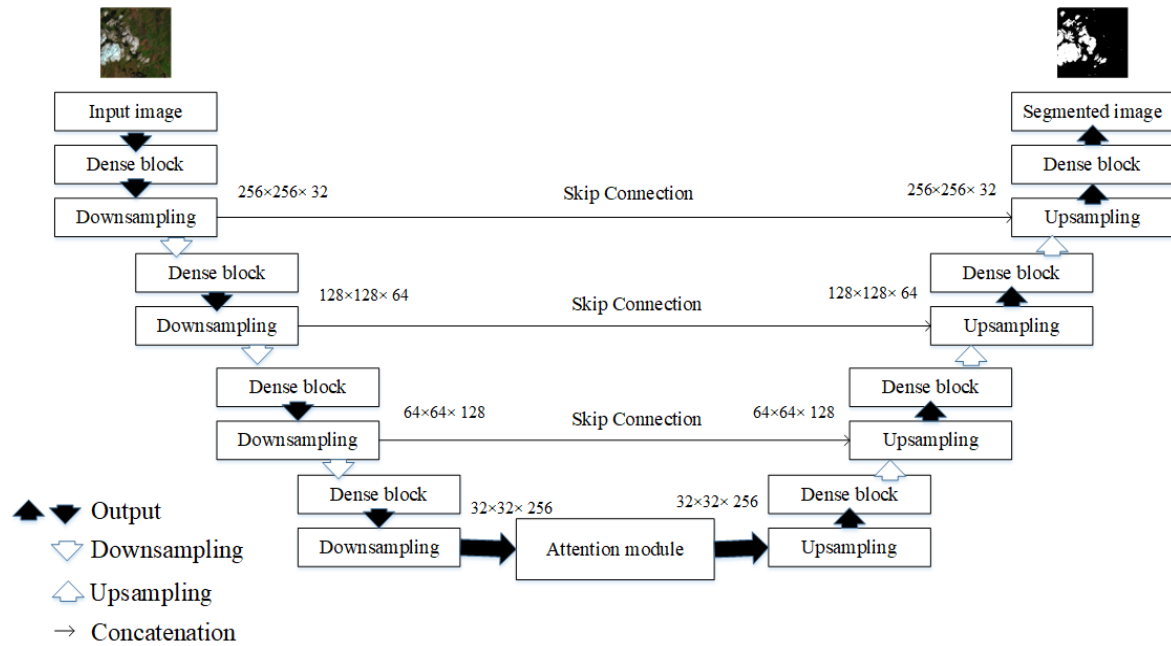 Input image
Segmented image
Dense block
Dense block
256×256× 32
Skip Connection
256×256× 32
Downsampling
Upsampling
Dense block
Dense block
128×128× 64
Skip Connection
128×128× 64
Downsampling
Upsampling
Dense block
Dense block
64×64× 128
Skip Connection
64×64× 128
Downsampling
Upsampling
Dense block
32×32× 256
32×32× 256
Dense block
Downsampling
Attention module
Upsampling
Output
Downsampling
Upsampling
Concatenation